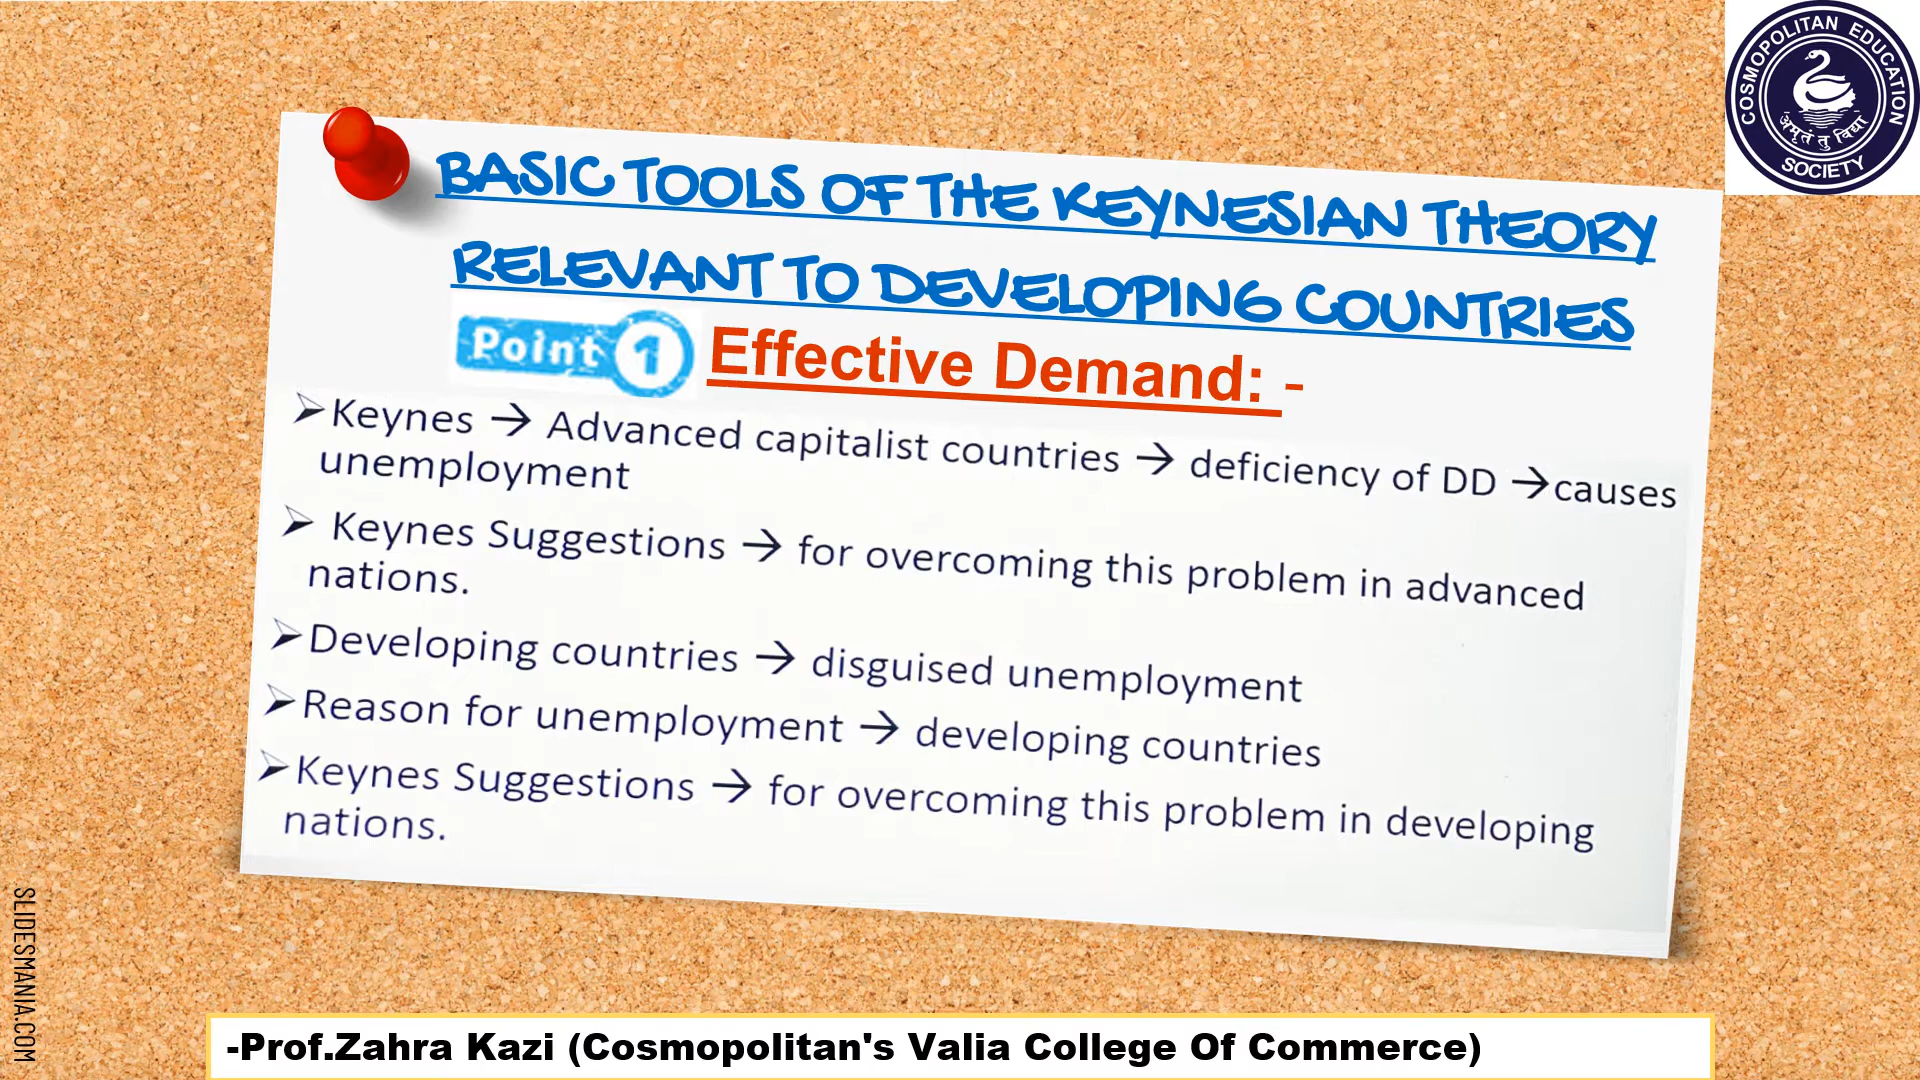 COSMOPOLITAN EDUCATION
अमृतं तु विद्या
SOCIETY
BASIC TOOLS OF THE KEYNESIAN THEORY
RELEVANT TO DEVELOPING COUNTRIES
Point 1 Effective Demand: -
➢Keynes → Advanced capitalist countries → deficiency of DD →causes
unemployment
➢ Keynes Suggestions → for overcoming this problem in advanced
nations.
➢Developing countries → disguised unemployment
➢Reason for unemployment → developing countries
➢Keynes Suggestions → for overcoming this problem in developing
nations.
SLIDESMANIA.COM
-Prof.Zahra Kazi (Cosmopolitan's Valia College Of Commerce)